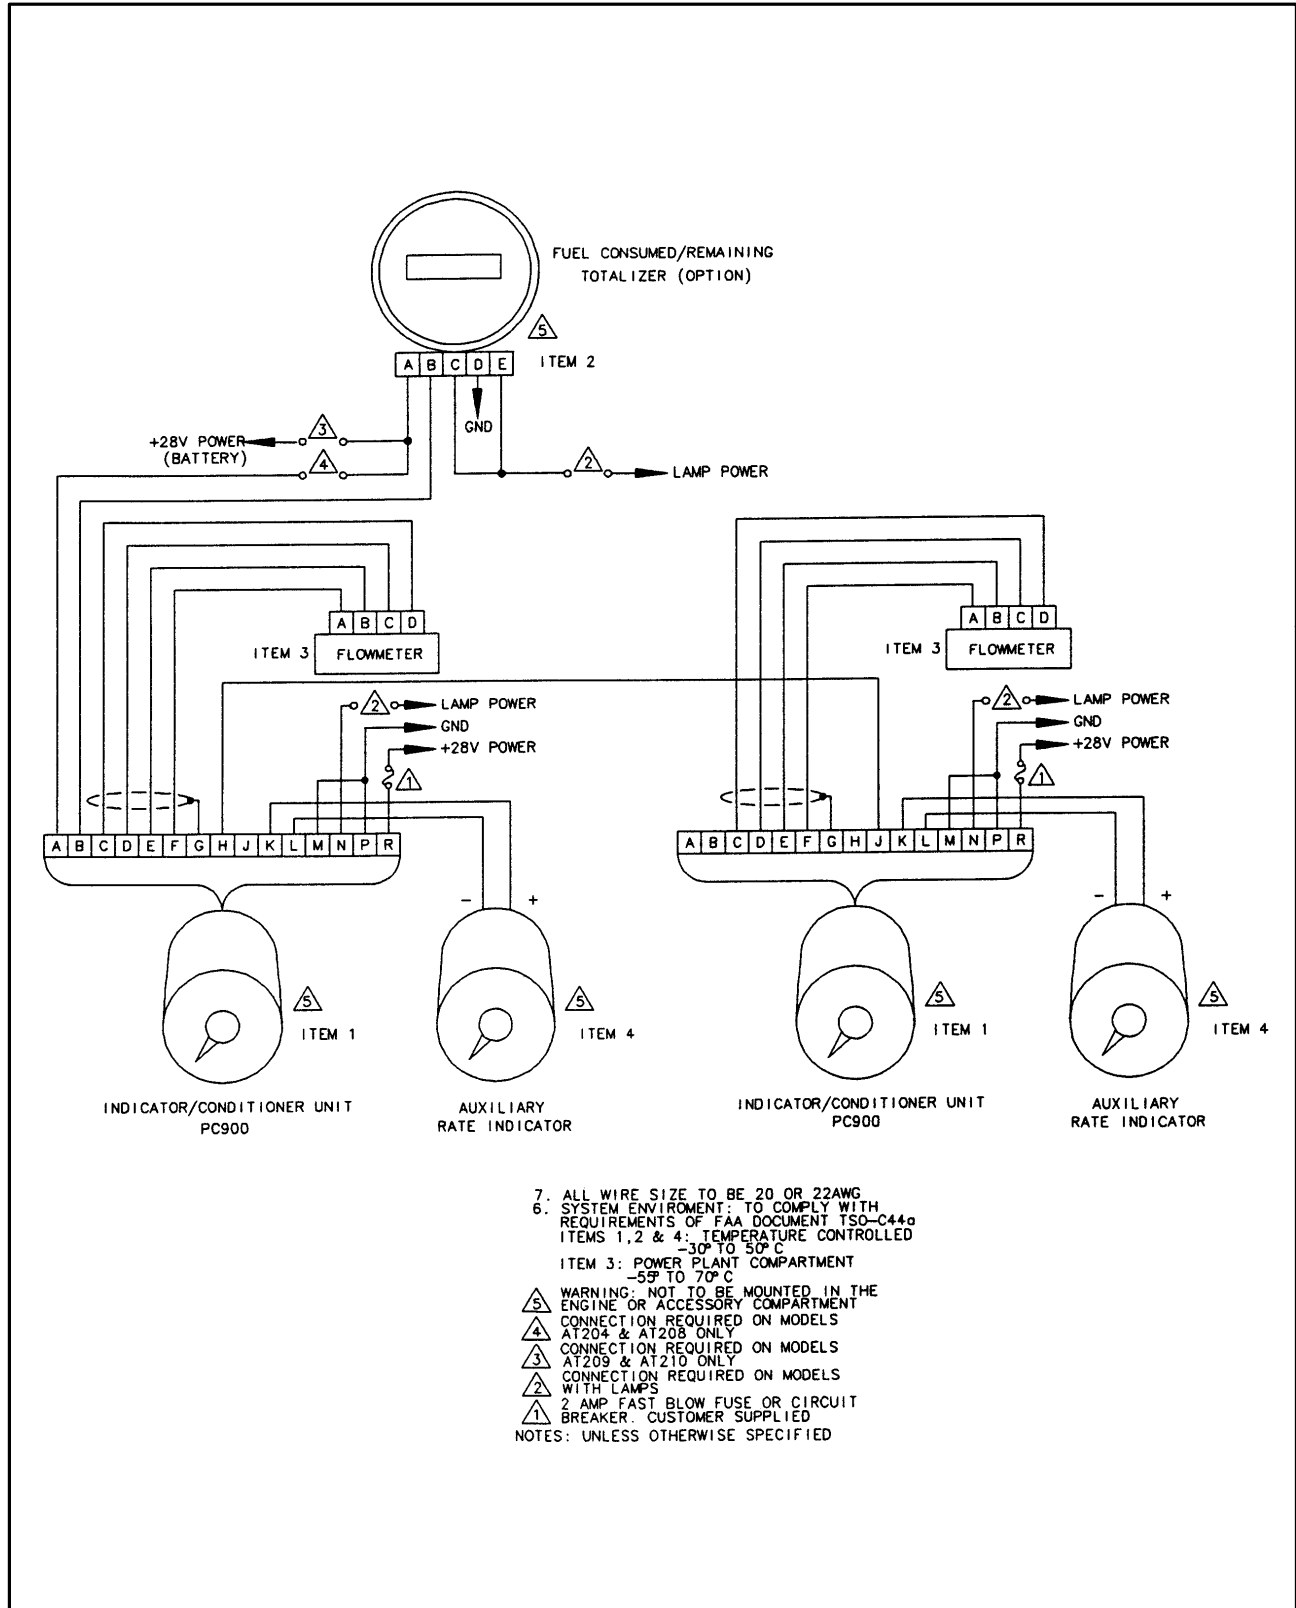 FUEL CONSUMED/REMAINING
TOTALIZER (OPTION)
5
A B C D E
ITEM 2
GND
3
+28V POWER
(BATTERY)
4
2
LAMP POWER
A B C D
ITEM 3
FLOWMETER
A B C D
ITEM 3
FLOWMETER
2
LAMP POWER
GND
+28V POWER
1
2
LAMP POWER
GND
+28V POWER
1
A B C D E F G H J K L M N P R
A B C D E F G H J K L M N P R
- +
- +
5
ITEM 1
5
ITEM 4
5
ITEM 1
5
ITEM 4
INDICATOR/CONDITIONER UNIT
PC900
AUXILIARY
RATE INDICATOR
INDICATOR/CONDITIONER UNIT
PC900
AUXILIARY
RATE INDICATOR
7. ALL WIRE SIZE TO BE 20 OR 22AWG
6. SYSTEM ENVIROMENT: TO COMPLY WITH
REQUIREMENTS OF FAA DOCUMENT TSO-C44a
ITEMS 1,2 & 4: TEMPERATURE CONTROLLED
-30° TO 50° C
ITEM 3: POWER PLANT COMPARTMENT
-55° TO 70° C
5 WARNING: NOT TO BE MOUNTED IN THE
ENGINE OR ACCESSORY COMPARTMENT
4 CONNECTION REQUIRED ON MODELS
AT204 & AT208 ONLY
3 CONNECTION REQUIRED ON MODELS
AT209 & AT210 ONLY
2 CONNECTION REQUIRED ON MODELS
WITH LAMPS
1 2 AMP FAST BLOW FUSE OR CIRCUIT
BREAKER. CUSTOMER SUPPLIED
NOTES: UNLESS OTHERWISE SPECIFIED